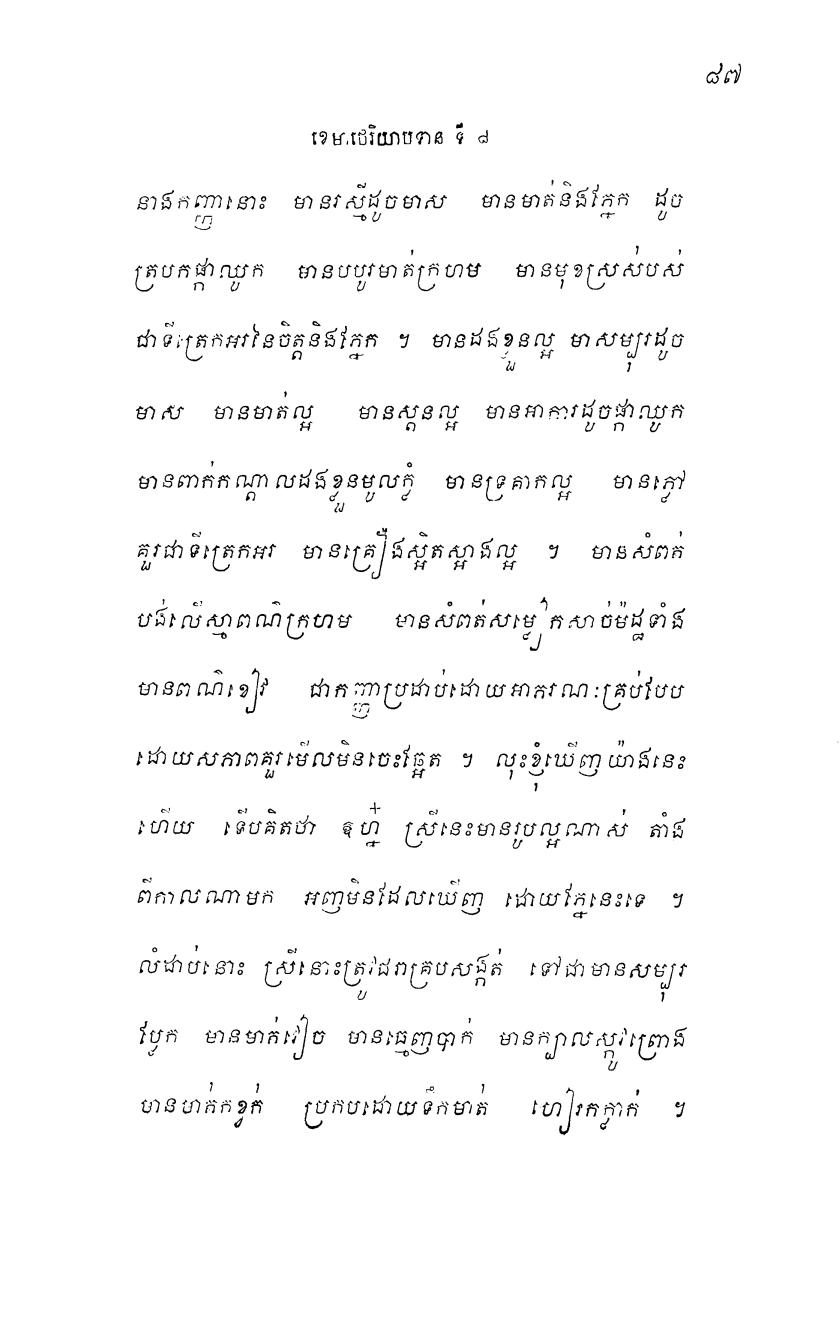 ៨៧
ខេមាថេរិយាបទាន ទី ៨
នាងកញ្ញានោះ មានរស្មីដូចមាស មានមាត់និងភ្នែក ដូច
ត្របកផ្កាឈូក មានបបូរមាត់ក្រហម មានមុខស្រស់បស់
ជាទីត្រេកអរនៃចិត្តនិងភ្នែក ។ មានដងខ្លួនល្អ មាសម្បុរដូច
មាស មានមាត់ល្អ មានស្តនល្អ មានអាការដូចផ្កាឈូក
មានពាក់កណ្តាលដងខ្លួនមូលក្លំ មានត្រគាកល្អ មានភ្លៅ
គួរជាទីត្រេកអរ មានគ្រឿងស្អិតស្អាងល្អ ។ មានសំពត់
បង់លើស្មាពណ៌ក្រហម មានសំពត់សម្លៀកសាច់ម៉ដ្ឋទាំង
មានពណ៌ខៀវ ជាកញ្ញាប្រដាប់ដោយអាភរណៈគ្រប់បែប
ដោយសភាពគួរមើលមិនចេះឆ្អែត ។ លុះខ្ញុំឃើញយ៉ាងនេះ
ហើយ ទើបគិតថា ឱហ្ន៎ ស្រីនេះមានរូបល្អណាស់ តាំង
ពីកាលណាមក អញមិនដែលឃើញ ដោយភ្នែនេះទេ ។
លំដាប់នោះ ស្រីនោះត្រូវជរាគ្របសង្កត់ ទៅជាមានសម្បុរ
ប្លែក មានមាត់វៀច មានធ្មេញបាក់ មានក្បាលស្កូវព្រោង
មានមាត់កខ្វក់ ប្រកបដោយទឹកមាត់ ហៀរកក្លាក់ ។